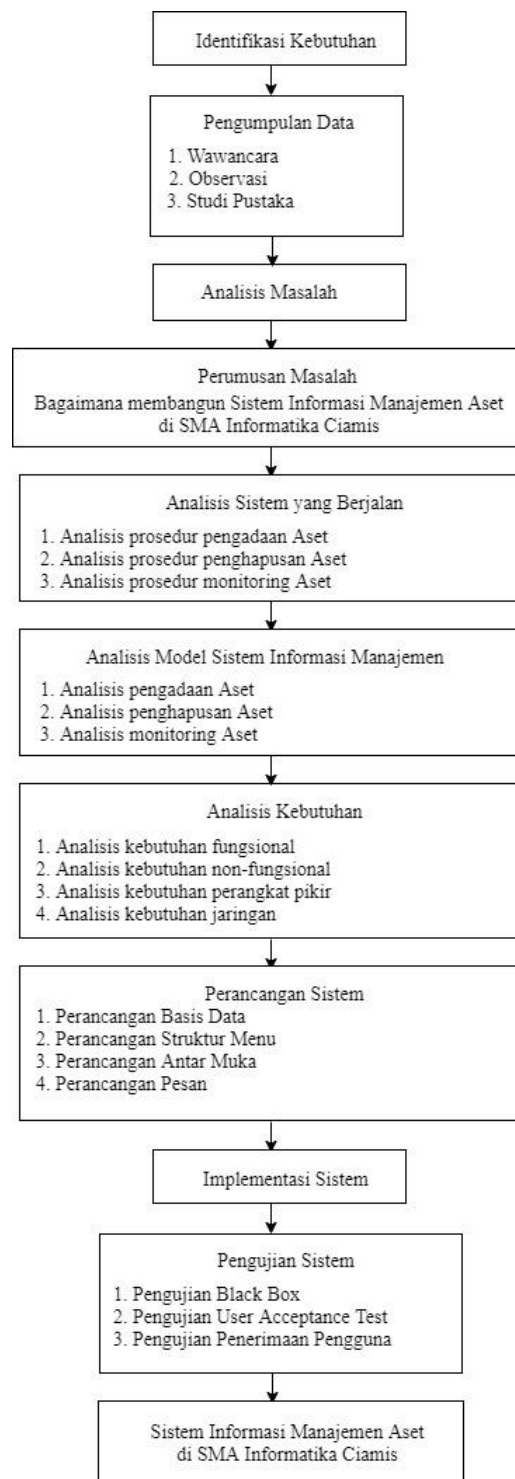 Identifikasi Kebutuhan
Pengumpulan Data
1. Wawancara
2. Observasi
3. Studi Pustaka
Analisis Masalah
Perumusan Masalah
Bagaimana membangun Sistem Informasi Manajemen Aset
di SMA Informatika Ciamis
Analisis Sistem yang Berjalan
1. Analisis prosedur pengadaan Aset
2. Analisis prosedur penghapusan Aset
3. Analisis prosedur monitoring Aset
Analisis Model Sistem Informasi Manajemen
1. Analisis pengadaan Aset
2. Analisis penghapusan Aset
3. Analisis monitoring Aset
Analisis Kebutuhan
1. Analisis kebutuhan fungsional
2. Analisis kebutuhan non-fungsional
3. Analisis kebutuhan perangkat pikir
4. Analisis kebutuhan jaringan
Perancangan Sistem
1. Perancangan Basis Data
2. Perancangan Struktur Menu
3. Perancangan Antar Muka
4. Perancangan Pesan
Implementasi Sistem
Pengujian Sistem
1. Pengujian Black Box
2. Pengujian User Acceptance Test
3. Pengujian Penerimaan Pengguna
Sistem Informasi Manajemen Aset
di SMA Informatika Ciamis